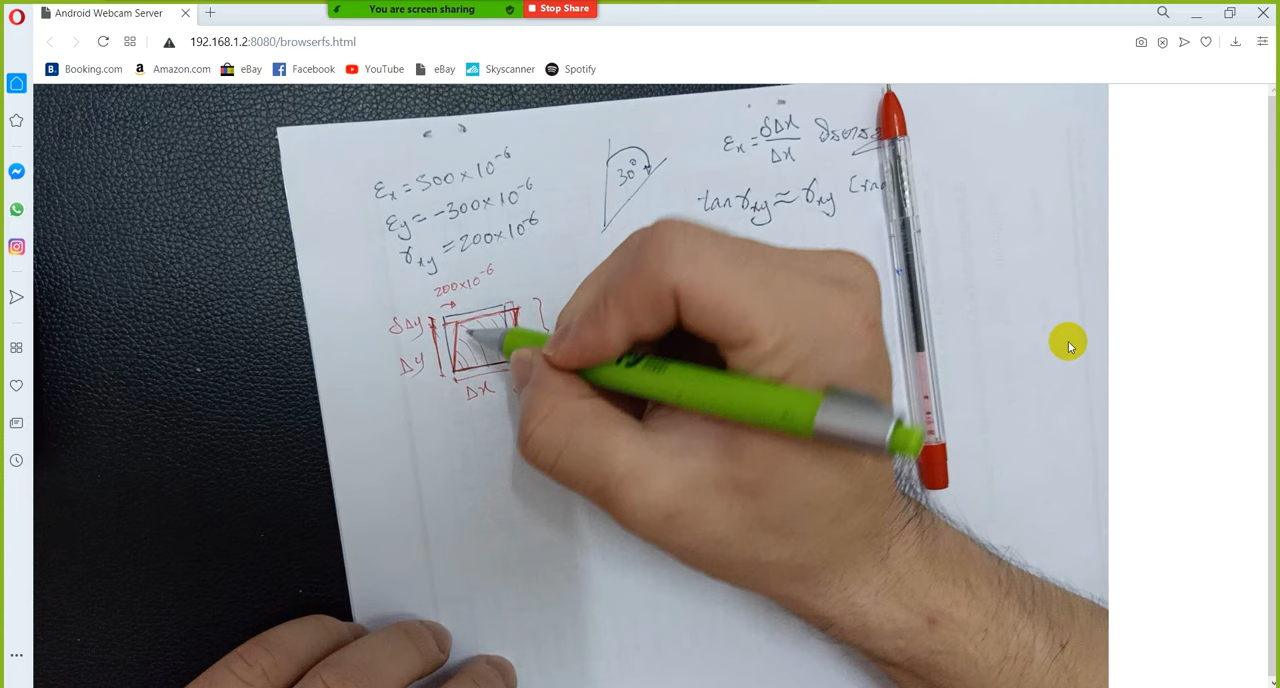 Android Webcam Server
You are screen sharing
Stop Share
192.168.1.2:8080/browserfs.html
Booking.com
Amazon.com
eBay
Facebook
YouTube
eBay
Skyscanner
Spotify
εx = 500×10⁻⁶
εy = -300×10⁻⁶
γxy = 200×10⁻⁶
30°
εx = δΔx/Δx
tan γxy ≈ γxy
200×10⁻⁶
δΔy
Δy
Δx